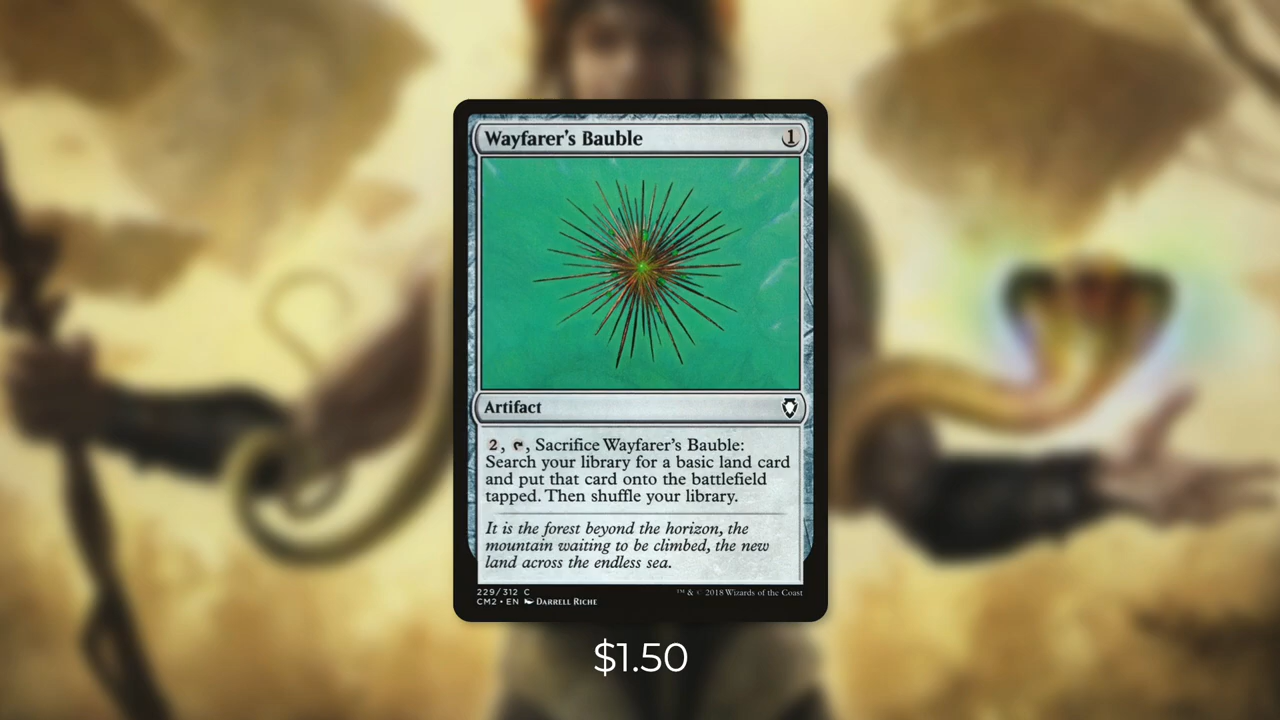 Wayfarer's Bauble 1
Artifact
2, , Sacrifice Wayfarer's Bauble:
Search your library for a basic land card
and put that card onto the battlefield
tapped. Then shuffle your library.
It is the forest beyond the horizon, the
mountain waiting to be climbed, the new
land across the endless sea.
229/312 C
CM2 • EN Darrell Riche
™ & © 2018 Wizards of the Coast
$1.50